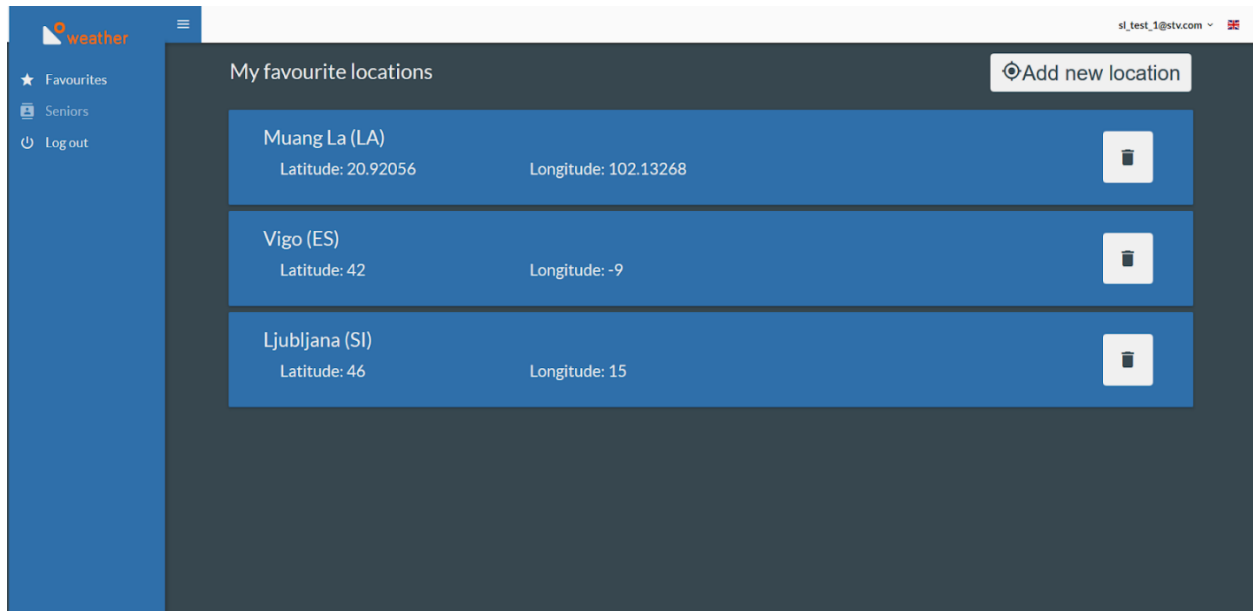 weather
sl_test_1@stv.com
Favourites
Seniors
Log out
My favourite locations
Add new location
Muang La (LA)
Latitude: 20.92056 Longitude: 102.13268
Vigo (ES)
Latitude: 42 Longitude: -9
Ljubljana (SI)
Latitude: 46 Longitude: 15